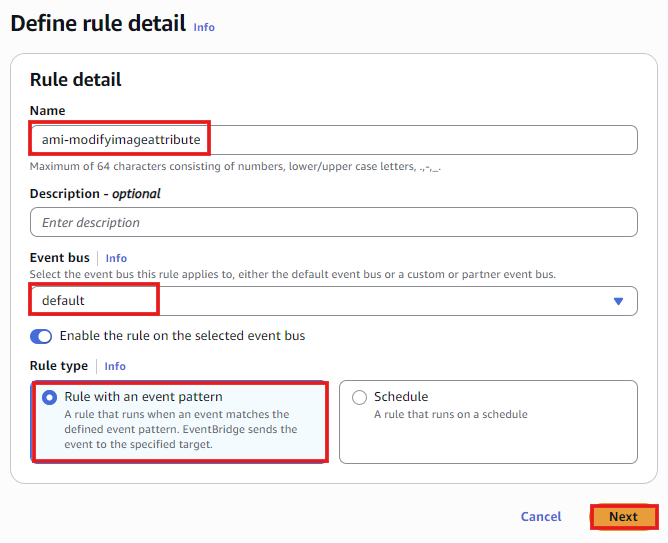 Define rule detail Info
Rule detail
Name
ami-modifyimageattribute
Maximum of 64 characters consisting of numbers, lower/upper case letters, .,-,_.
Description - optional
Enter description
Event bus Info
Select the event bus this rule applies to, either the default event bus or a custom or partner event bus.
default
Enable the rule on the selected event bus
Rule type Info
Rule with an event pattern
A rule that runs when an event matches the
defined event pattern. EventBridge sends the
event to the specified target.
Schedule
A rule that runs on a schedule
Cancel
Next